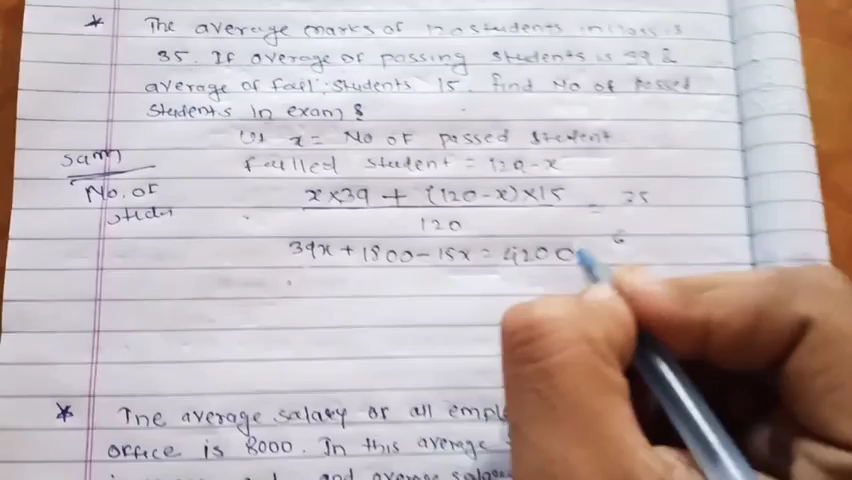 * The average marks of 120 students in class is
35. If average of passing students is 39 &
average of fail students 15. find No of passed
students in exam?
let x = No of passed student
failled student = 120-x
sum
No. of
x×39 + (120-x)×15 = 35
120
39x + 1800 - 15x = 4200
* The average salary of all
office is 8000. In this average
and average